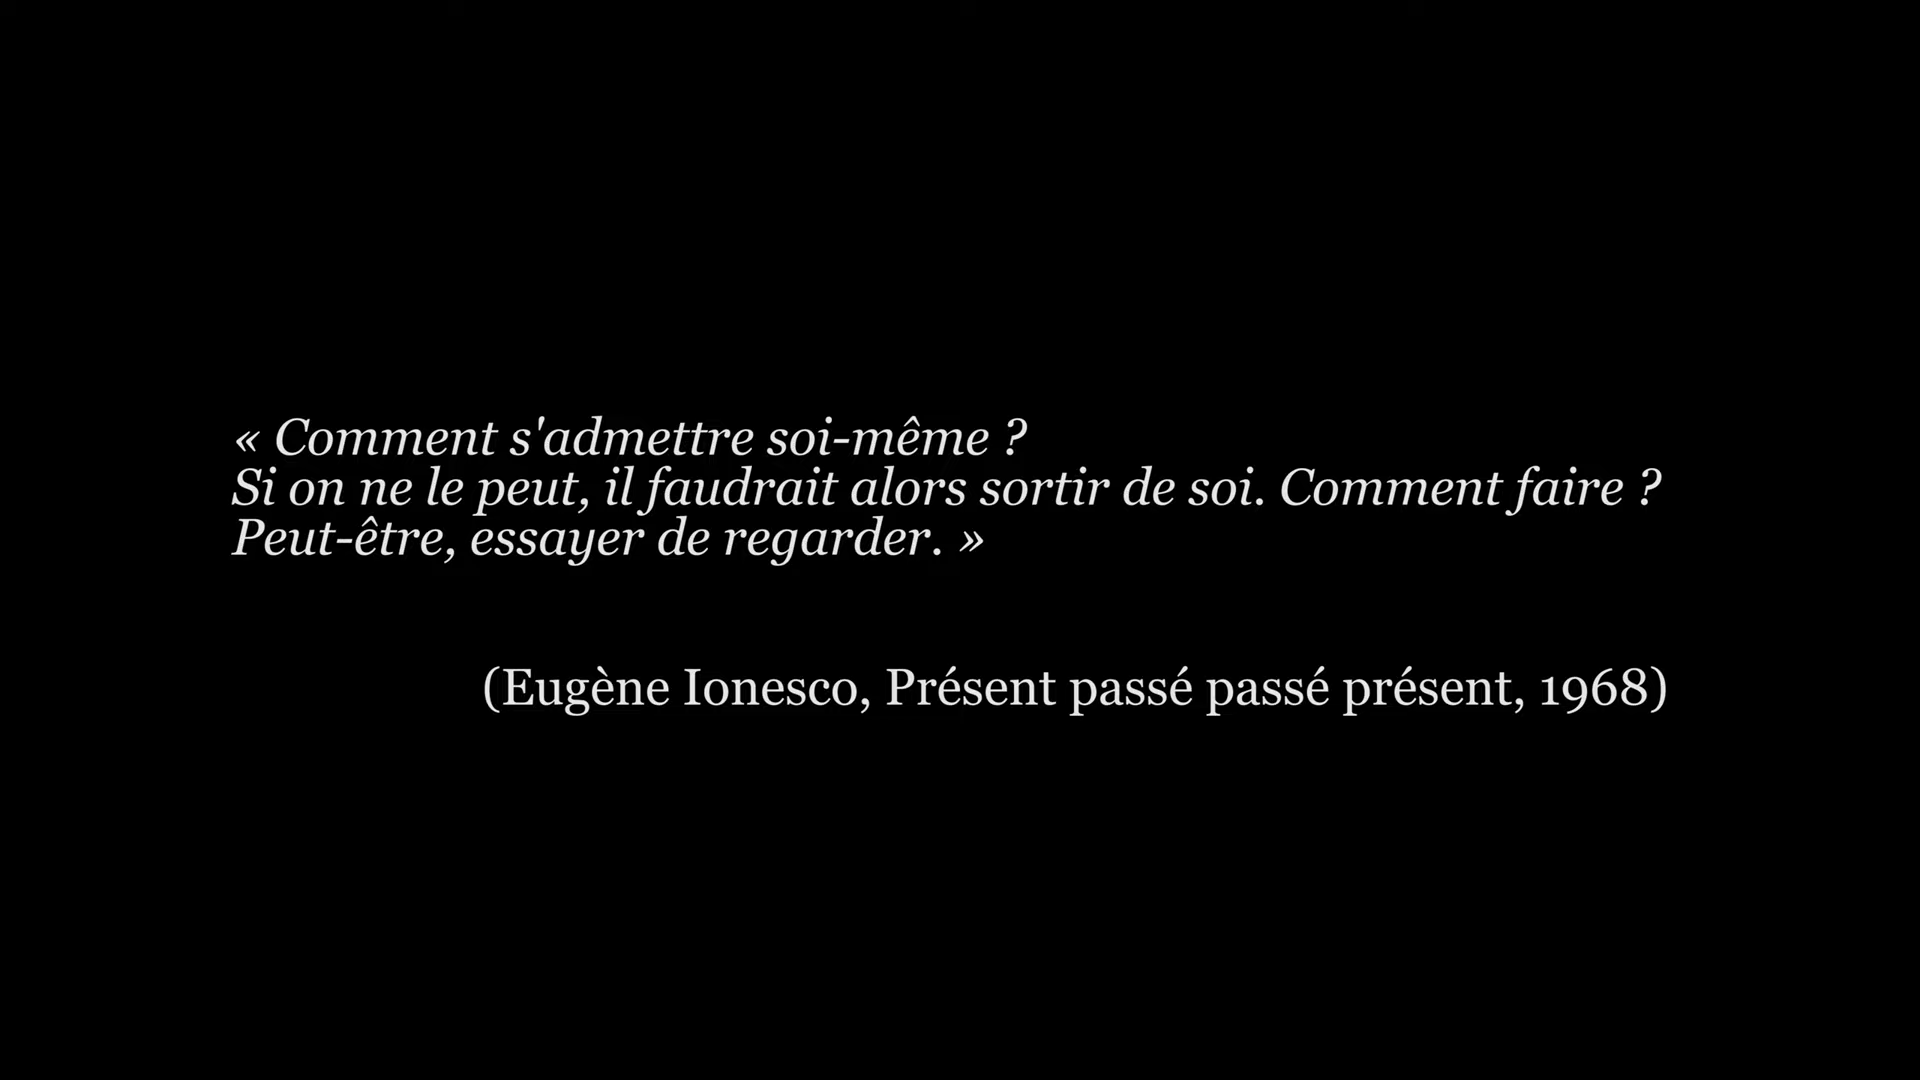 « Comment s'admettre soi-même ?
Si on ne le peut, il faudrait alors sortir de soi. Comment faire ?
Peut-être, essayer de regarder. »
(Eugène Ionesco, Présent passé passé présent, 1968)